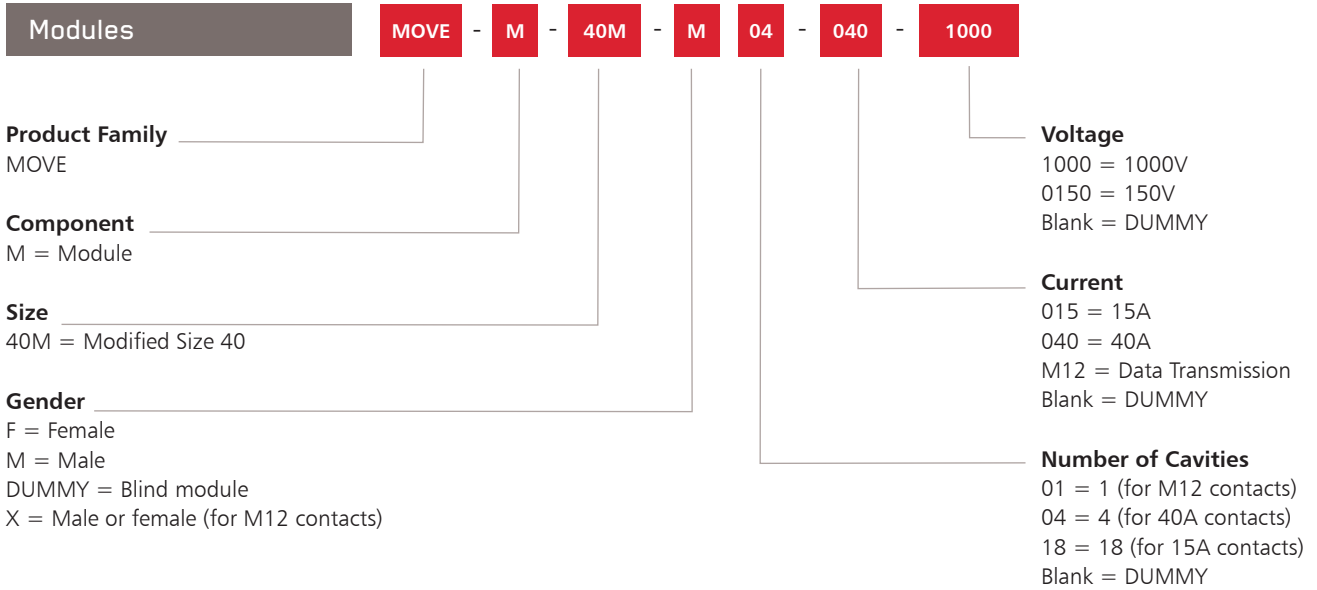 Modules
MOVE - M - 40M - M 04 - 040 - 1000
Product Family
MOVE
Component
M = Module
Size
40M = Modified Size 40
Gender
F = Female
M = Male
DUMMY = Blind module
X = Male or female (for M12 contacts)
Voltage
1000 = 1000V
0150 = 150V
Blank = DUMMY
Current
015 = 15A
040 = 40A
M12 = Data Transmission
Blank = DUMMY
Number of Cavities
01 = 1 (for M12 contacts)
04 = 4 (for 40A contacts)
18 = 18 (for 15A contacts)
Blank = DUMMY